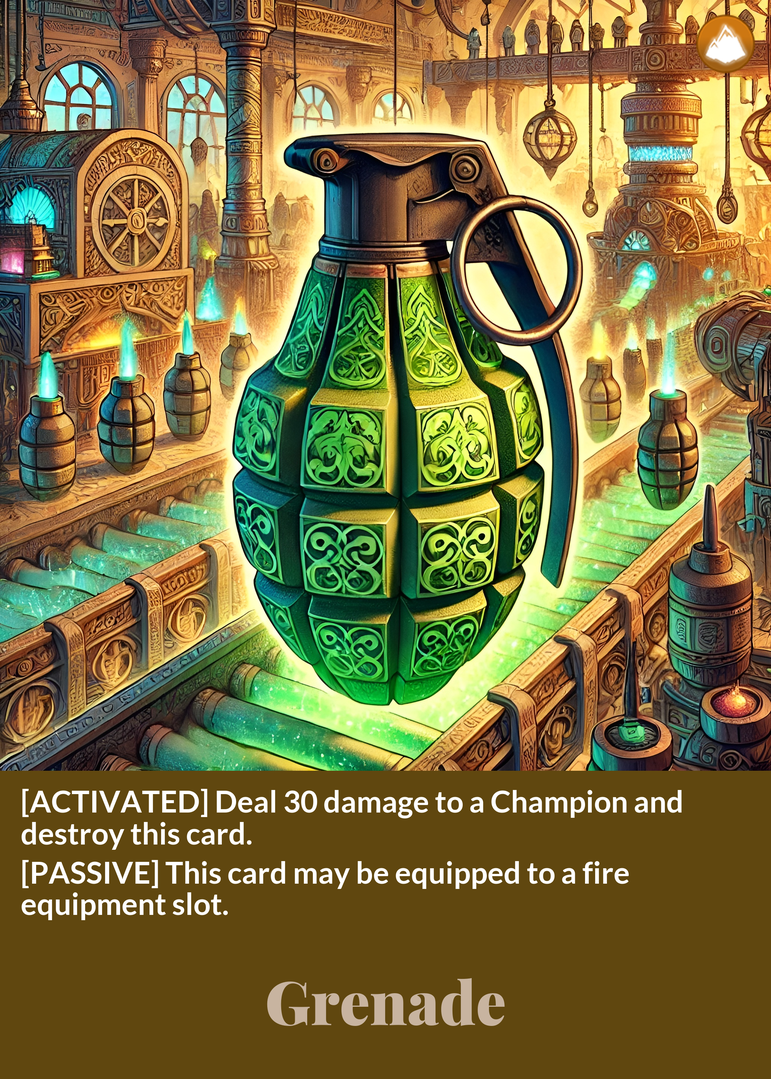 [ACTIVATED] Deal 30 damage to a Champion and
destroy this card.
[PASSIVE] This card may be equipped to a fire
equipment slot.
Grenade